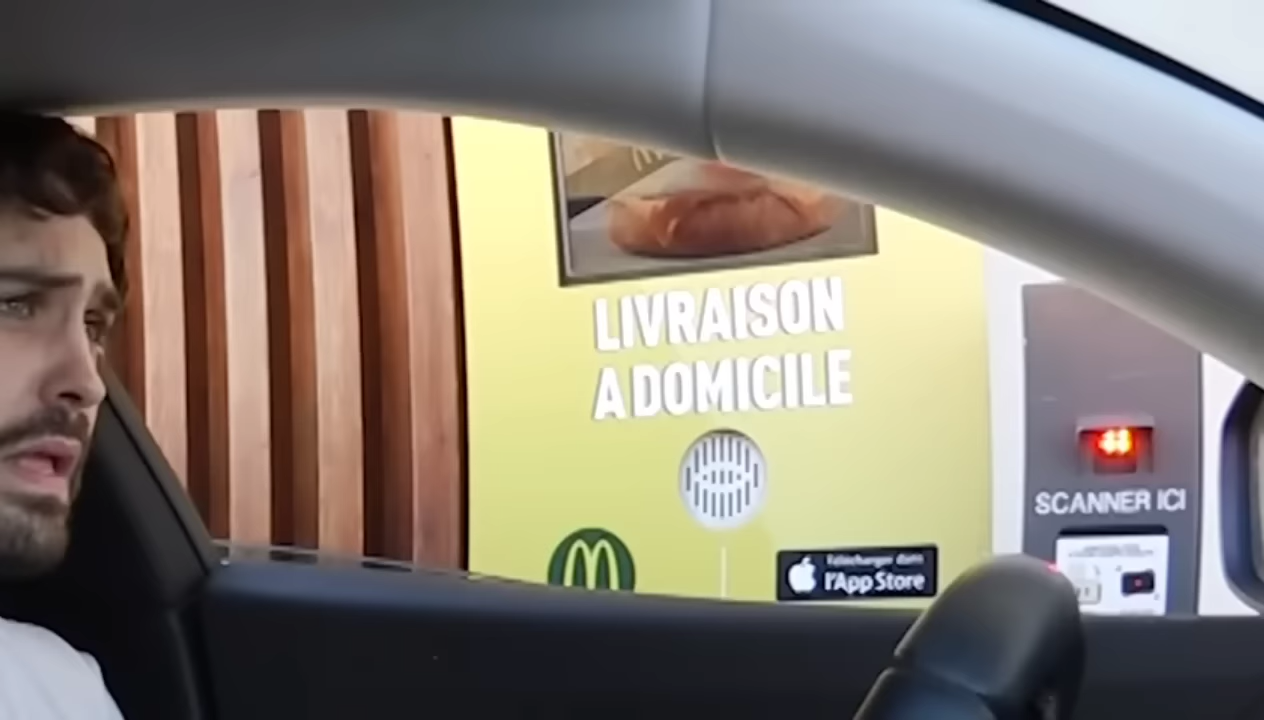 LIVRAISON
A DOMICILE
SCANNER ICI
Télécharger dans
l'App Store